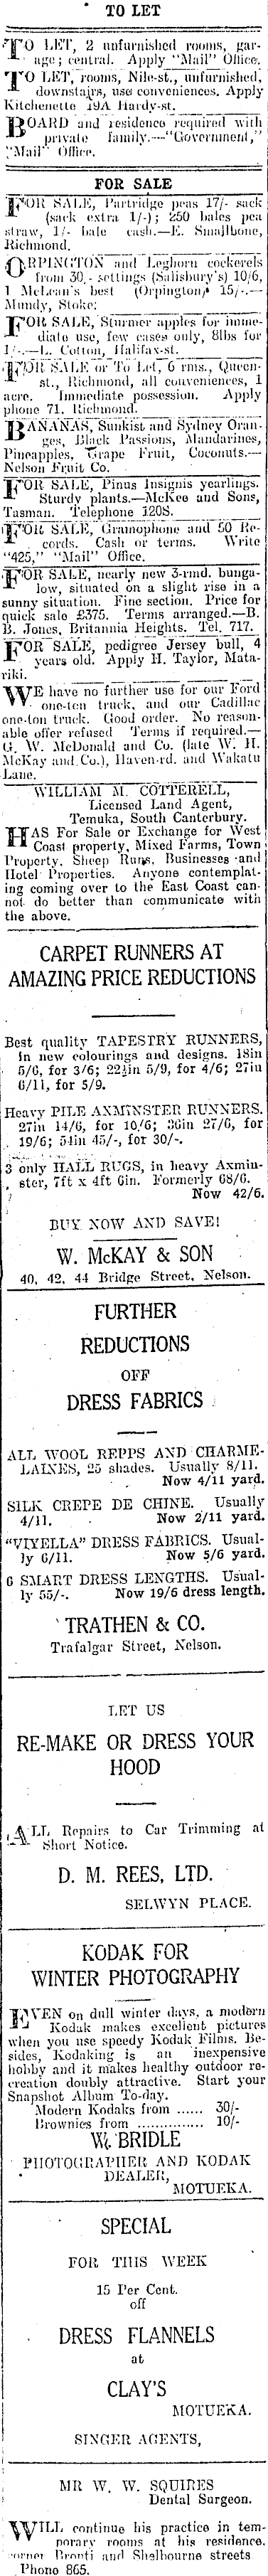 TO LET
TO LET, 2 unfurnished rooms, gar-
age; central. Apply "Mail" Office.
TO LET, rooms, Nile-st., unfurnished,
downstairs, use conveniences. Apply
Kitchenette 19A Hardy-st.
BOARD and residence required with
private family.—"Government,"
"Mail" Office.
FOR SALE
FOR SALE, Partridge peas 17/- sack
(sack extra 1/-); 250 bales pea
straw, 1/- bale cash.—E. Smallbone,
Richmond.
ORPINGTON and Leghorn cockerels
from 30/- settings (Salisbury's) 10/6,
1 McLean's best (Orpington) 15/-.—
Mundy, Stoke.
FOR SALE, Sturmer apples for imme-
diate use, few cases only, 8lbs for
1/-.—L. Cotton, Halifax-st.
FOR SALE or To Let, 6 rms., Queen-
st., Richmond, all conveniences, 1
acre. Immediate possession. Apply
phone 71, Richmond.
BANANAS, Sunkist and Sydney Oran-
ges, Black Passions, Mandarines,
Pineapples, Grape Fruit, Coconuts.—
Nelson Fruit Co.
FOR SALE, Pinus Insignis yearlings.
Sturdy plants.—McKee and Sons,
Tasman. Telephone 120S.
FOR SALE, Gramophone and 50 Re-
cords. Cash or terms. Write
"425," "Mail" Office.
FOR SALE, nearly new 3-rmd. bunga-
low, situated on a slight rise in a
sunny situation. Fine section. Price for
quick sale £375. Terms arranged.—B.
B. Jones, Britannia Heights. Tel. 717.
FOR SALE, pedigree Jersey bull, 4
years old. Apply H. Taylor, Mata-
riki.
WE have no further use for our Ford
one-ton truck, and our Cadillac
one-ton truck. Good order. No reason-
able offer refused Terms if required.—
G. W. McDonald and Co. (late W. H.
McKay and Co.), Haven-rd. and Wakatu
Lane.
WILLIAM M. COTTERELL,
Licensed Land Agent,
Temuka, South Canterbury.
HAS For Sale or Exchange for West
Coast property, Mixed Farms, Town
Property, Sheep Runs, Businesses and
Hotel Properties. Anyone contemplat-
ing coming over to the East Coast can-
not do better than communicate with
the above.
CARPET RUNNERS AT
AMAZING PRICE REDUCTIONS
Best quality TAPESTRY RUNNERS,
in new colourings and designs. 18in
5/6, for 3/6; 22½in 5/9, for 4/6; 27in
6/11, for 5/9.
Heavy PILE AXMINSTER RUNNERS.
27in 14/6, for 10/6; 36in 27/6, for
19/6; 54in 45/-, for 30/-.
3 only HALL RUGS, in heavy Axmin-
ster, 7ft x 4ft 6in. Formerly 68/6.
Now 42/6.
BUY NOW AND SAVE!
W. McKAY & SON
40, 42, 44 Bridge Street, Nelson.
FURTHER
REDUCTIONS
OFF
DRESS FABRICS
ALL WOOL REPPS AND CHARME-
LAINES, 25 shades. Usually 8/11.
Now 4/11 yard.
SILK CREPE DE CHINE. Usually
4/11. Now 2/11 yard.
"VIYELLA" DRESS FABRICS. Usual-
ly 6/11. Now 5/6 yard.
6 SMART DRESS LENGTHS. Usual-
ly 55/-. Now 19/6 dress length.
TRATHEN & CO.
Trafalgar Street, Nelson.
LET US
RE-MAKE OR DRESS YOUR
HOOD
ALL Repairs to Car Trimming at
Short Notice.
D. M. REES, LTD.
SELWYN PLACE.
KODAK FOR
WINTER PHOTOGRAPHY
EVEN on dull winter days, a modern
Kodak makes excellent pictures
when you use speedy Kodak Films. Be-
sides, Kodaking is an inexpensive
hobby and it makes healthy outdoor re-
creation doubly attractive. Start your
Snapshot Album To-day.
Modern Kodaks from ...... 30/-
Brownies from .............. 10/-
W. BRIDLE
PHOTOGRAPHER AND KODAK
DEALER,
MOTUEKA.
SPECIAL
FOR THIS WEEK
15 Per Cent.
off
DRESS FLANNELS
at
CLAY'S
MOTUEKA.
SINGER AGENTS,
MR W. W. SQUIRES
Dental Surgeon.
WILL continue his practice in tem-
porary rooms at his residence.
corner Bronti and Shelbourne streets
Phone 865.